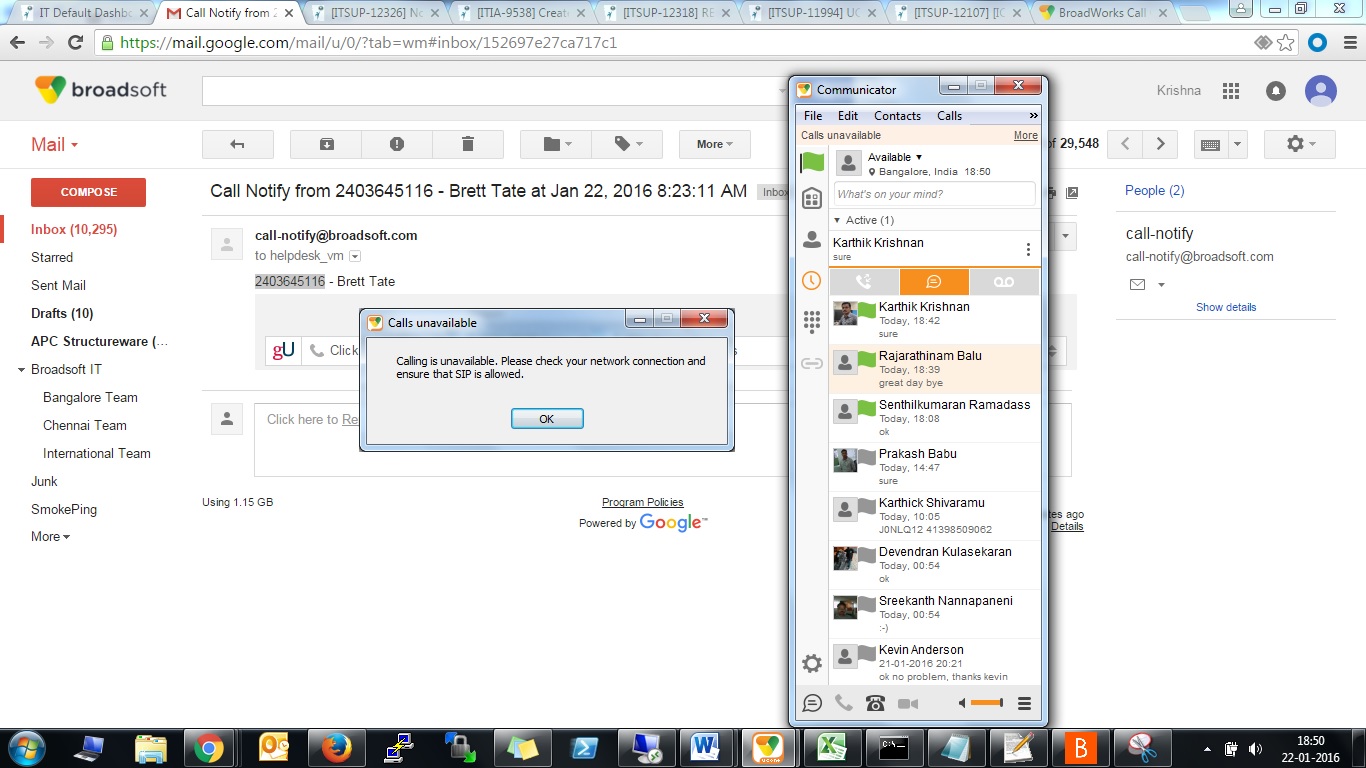 IT Default Dashbo
Call Notify from 2
[ITSUP-12326] No
[ITIA-9538] Create
[ITSUP-12318] RE
[ITSUP-11994] UC
[ITSUP-12107] [IC
BroadWorks Call
https://mail.google.com/mail/u/0/?tab=wm#inbox/152697e27ca717c1
broadsoft
Krishna
Mail
More
of 29,548
COMPOSE
Inbox (10,295)
Starred
Sent Mail
Drafts (10)
APC Structureware (...
Broadsoft IT
Bangalore Team
Chennai Team
International Team
Junk
SmokePing
More
Call Notify from 2403645116 - Brett Tate at Jan 22, 2016 8:23:11 AM
Inbox
call-notify@broadsoft.com
to helpdesk_vm
2403645116 - Brett Tate
gU
Click
s
Click here to Re
Using 1.15 GB
Program Policies
Powered by Google™
tes ago
Details
People (2)
call-notify
call-notify@broadsoft.com
Show details
Calls unavailable
Calling is unavailable. Please check your network connection and
ensure that SIP is allowed.
OK
Communicator
File Edit Contacts Calls »
Calls unavailable More
Available
Bangalore, India 18:50
What's on your mind?
Active (1)
Karthik Krishnan
sure
Karthik Krishnan
Today, 18:42
sure
Rajarathinam Balu
Today, 18:39
great day bye
Senthilkumaran Ramadass
Today, 18:08
ok
Prakash Babu
Today, 14:47
sure
Karthick Shivaramu
Today, 10:05
J0NLQ12 41398509062
Devendran Kulasekaran
Today, 00:54
ok
Sreekanth Nannapaneni
Today, 00:54
:-)
Kevin Anderson
21-01-2016 20:21
ok no problem, thanks kevin
18:50
22-01-2016